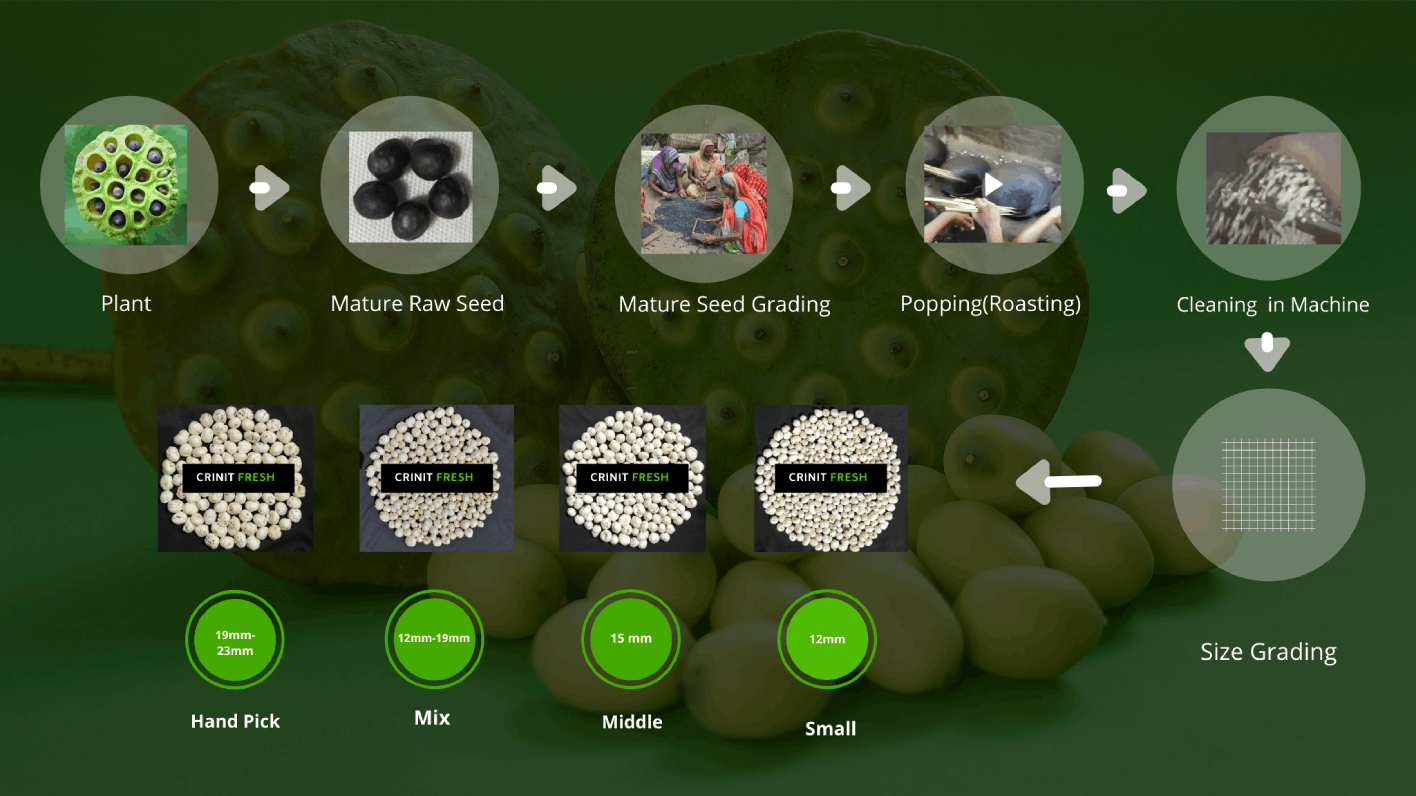 Plant
Mature Raw Seed
Mature Seed Grading
Popping(Roasting)
Cleaning in Machine
CRINIT FRESH
CRINIT FRESH
CRINIT FRESH
CRINIT FRESH
19mm-
23mm
12mm-19mm
15 mm
12mm
Size Grading
Hand Pick
Mix
Middle
Small